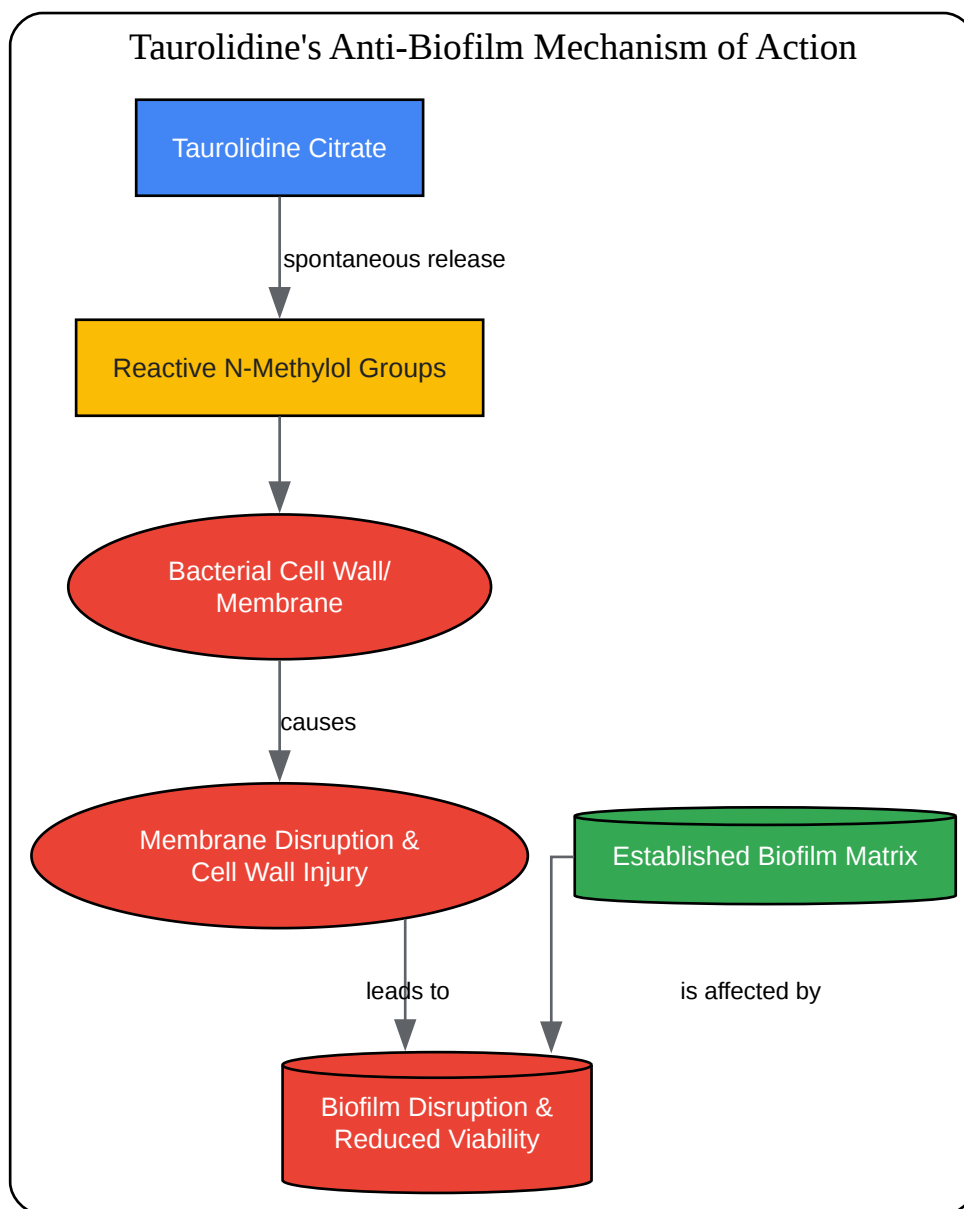 Taurolidine's Anti-Biofilm Mechanism of Action
Taurolidine Citrate
spontaneous release
Reactive N-Methylol Groups
Bacterial Cell Wall/
Membrane
causes
Membrane Disruption &
Cell Wall Injury
Established Biofilm Matrix
leads to
is affected by
Biofilm Disruption &
Reduced Viability